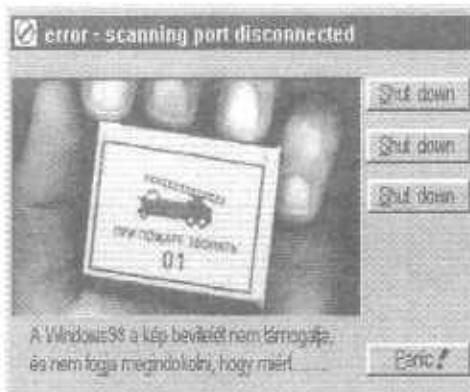 error - scanning port disconnected
Shut down
Shut down
Shut down
ПРИ ПОЖАРЕ ЗВОНИТЬ
01
A Windows98 a kép bevitelét nem támogatja,
és nem fogja megindokolni, hogy miért.......
Panic!